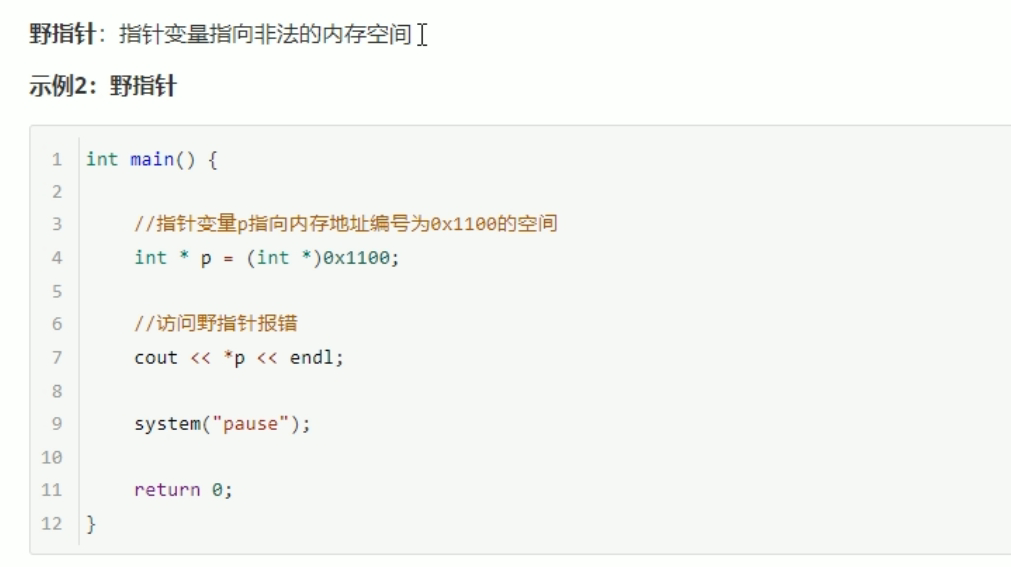 野指针：指针变量指向非法的内存空间
示例2：野指针
1 int main() {
2
3 //指针变量p指向内存地址编号为0x1100的空间
4 int * p = (int *)0x1100;
5
6 //访问野指针报错
7 cout << *p << endl;
8
9 system("pause");
10
11 return 0;
12 }